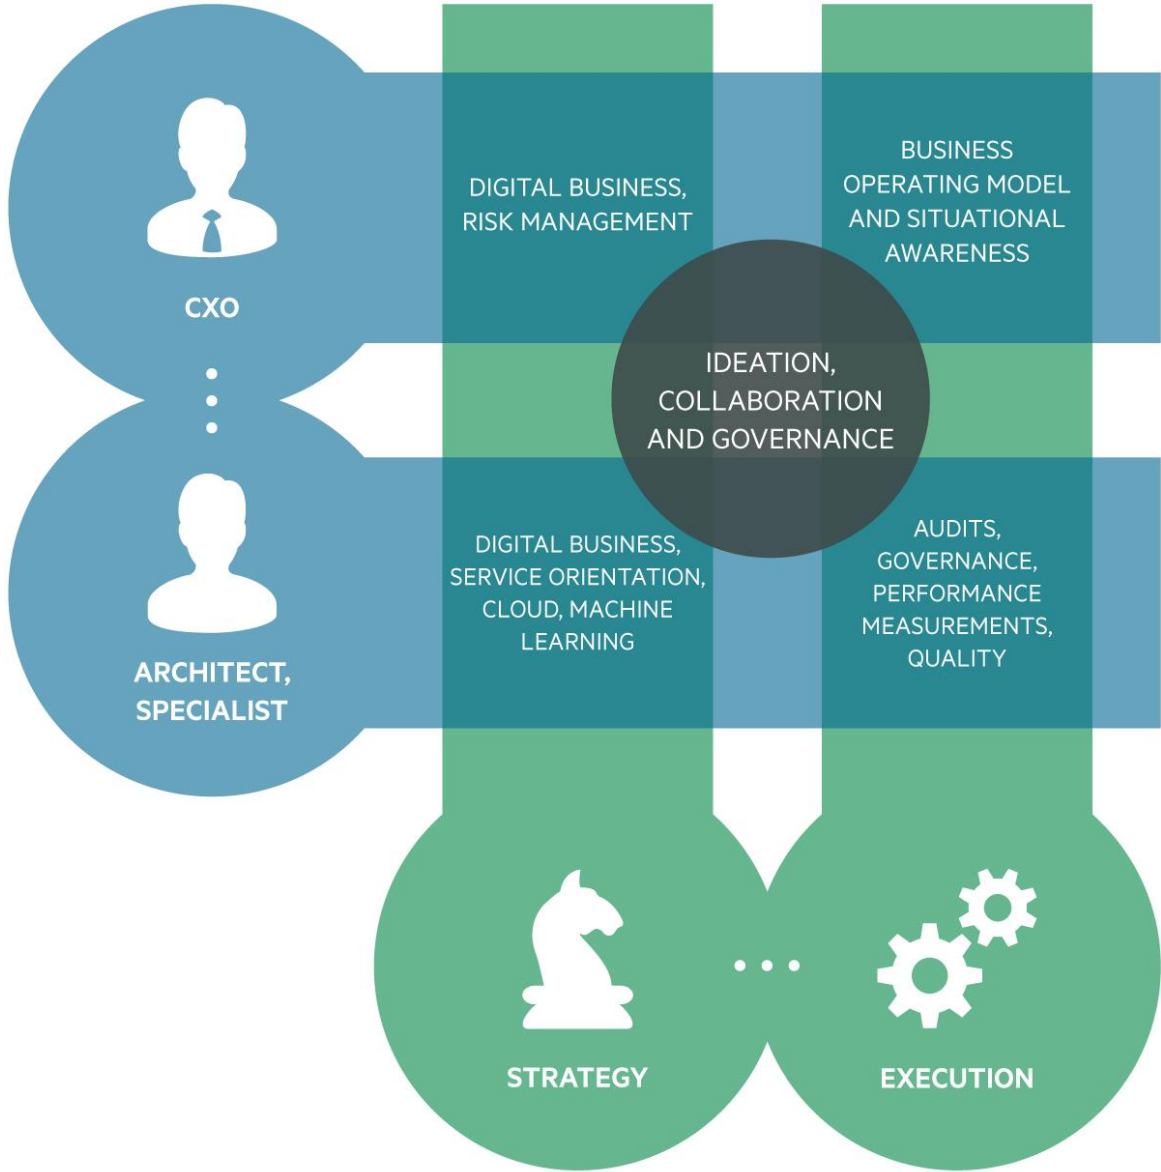 DIGITAL BUSINESS,
RISK MANAGEMENT
BUSINESS
OPERATING MODEL
AND SITUATIONAL
AWARENESS
CXO
IDEATION,
COLLABORATION
AND GOVERNANCE
DIGITAL BUSINESS,
SERVICE ORIENTATION,
CLOUD, MACHINE
LEARNING
AUDITS,
GOVERNANCE,
PERFORMANCE
MEASUREMENTS,
QUALITY
ARCHITECT,
SPECIALIST
STRATEGY
EXECUTION